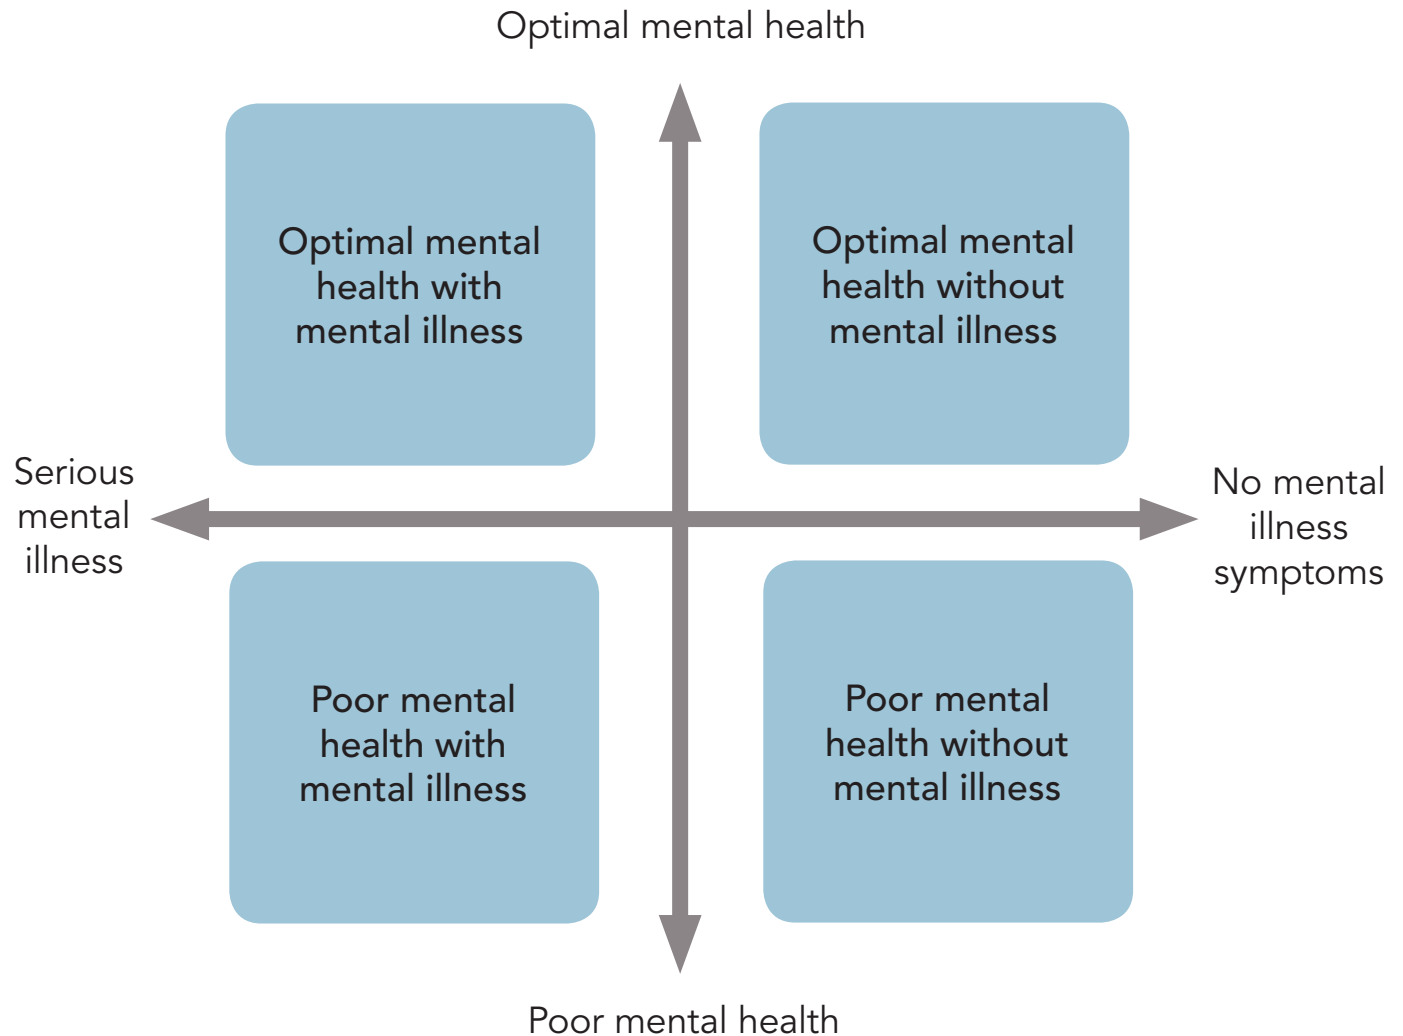 Optimal mental health
Optimal mental
health with
mental illness
Optimal mental
health without
mental illness
Serious
mental
illness
No mental
illness
symptoms
Poor mental
health with
mental illness
Poor mental
health without
mental illness
Poor mental health